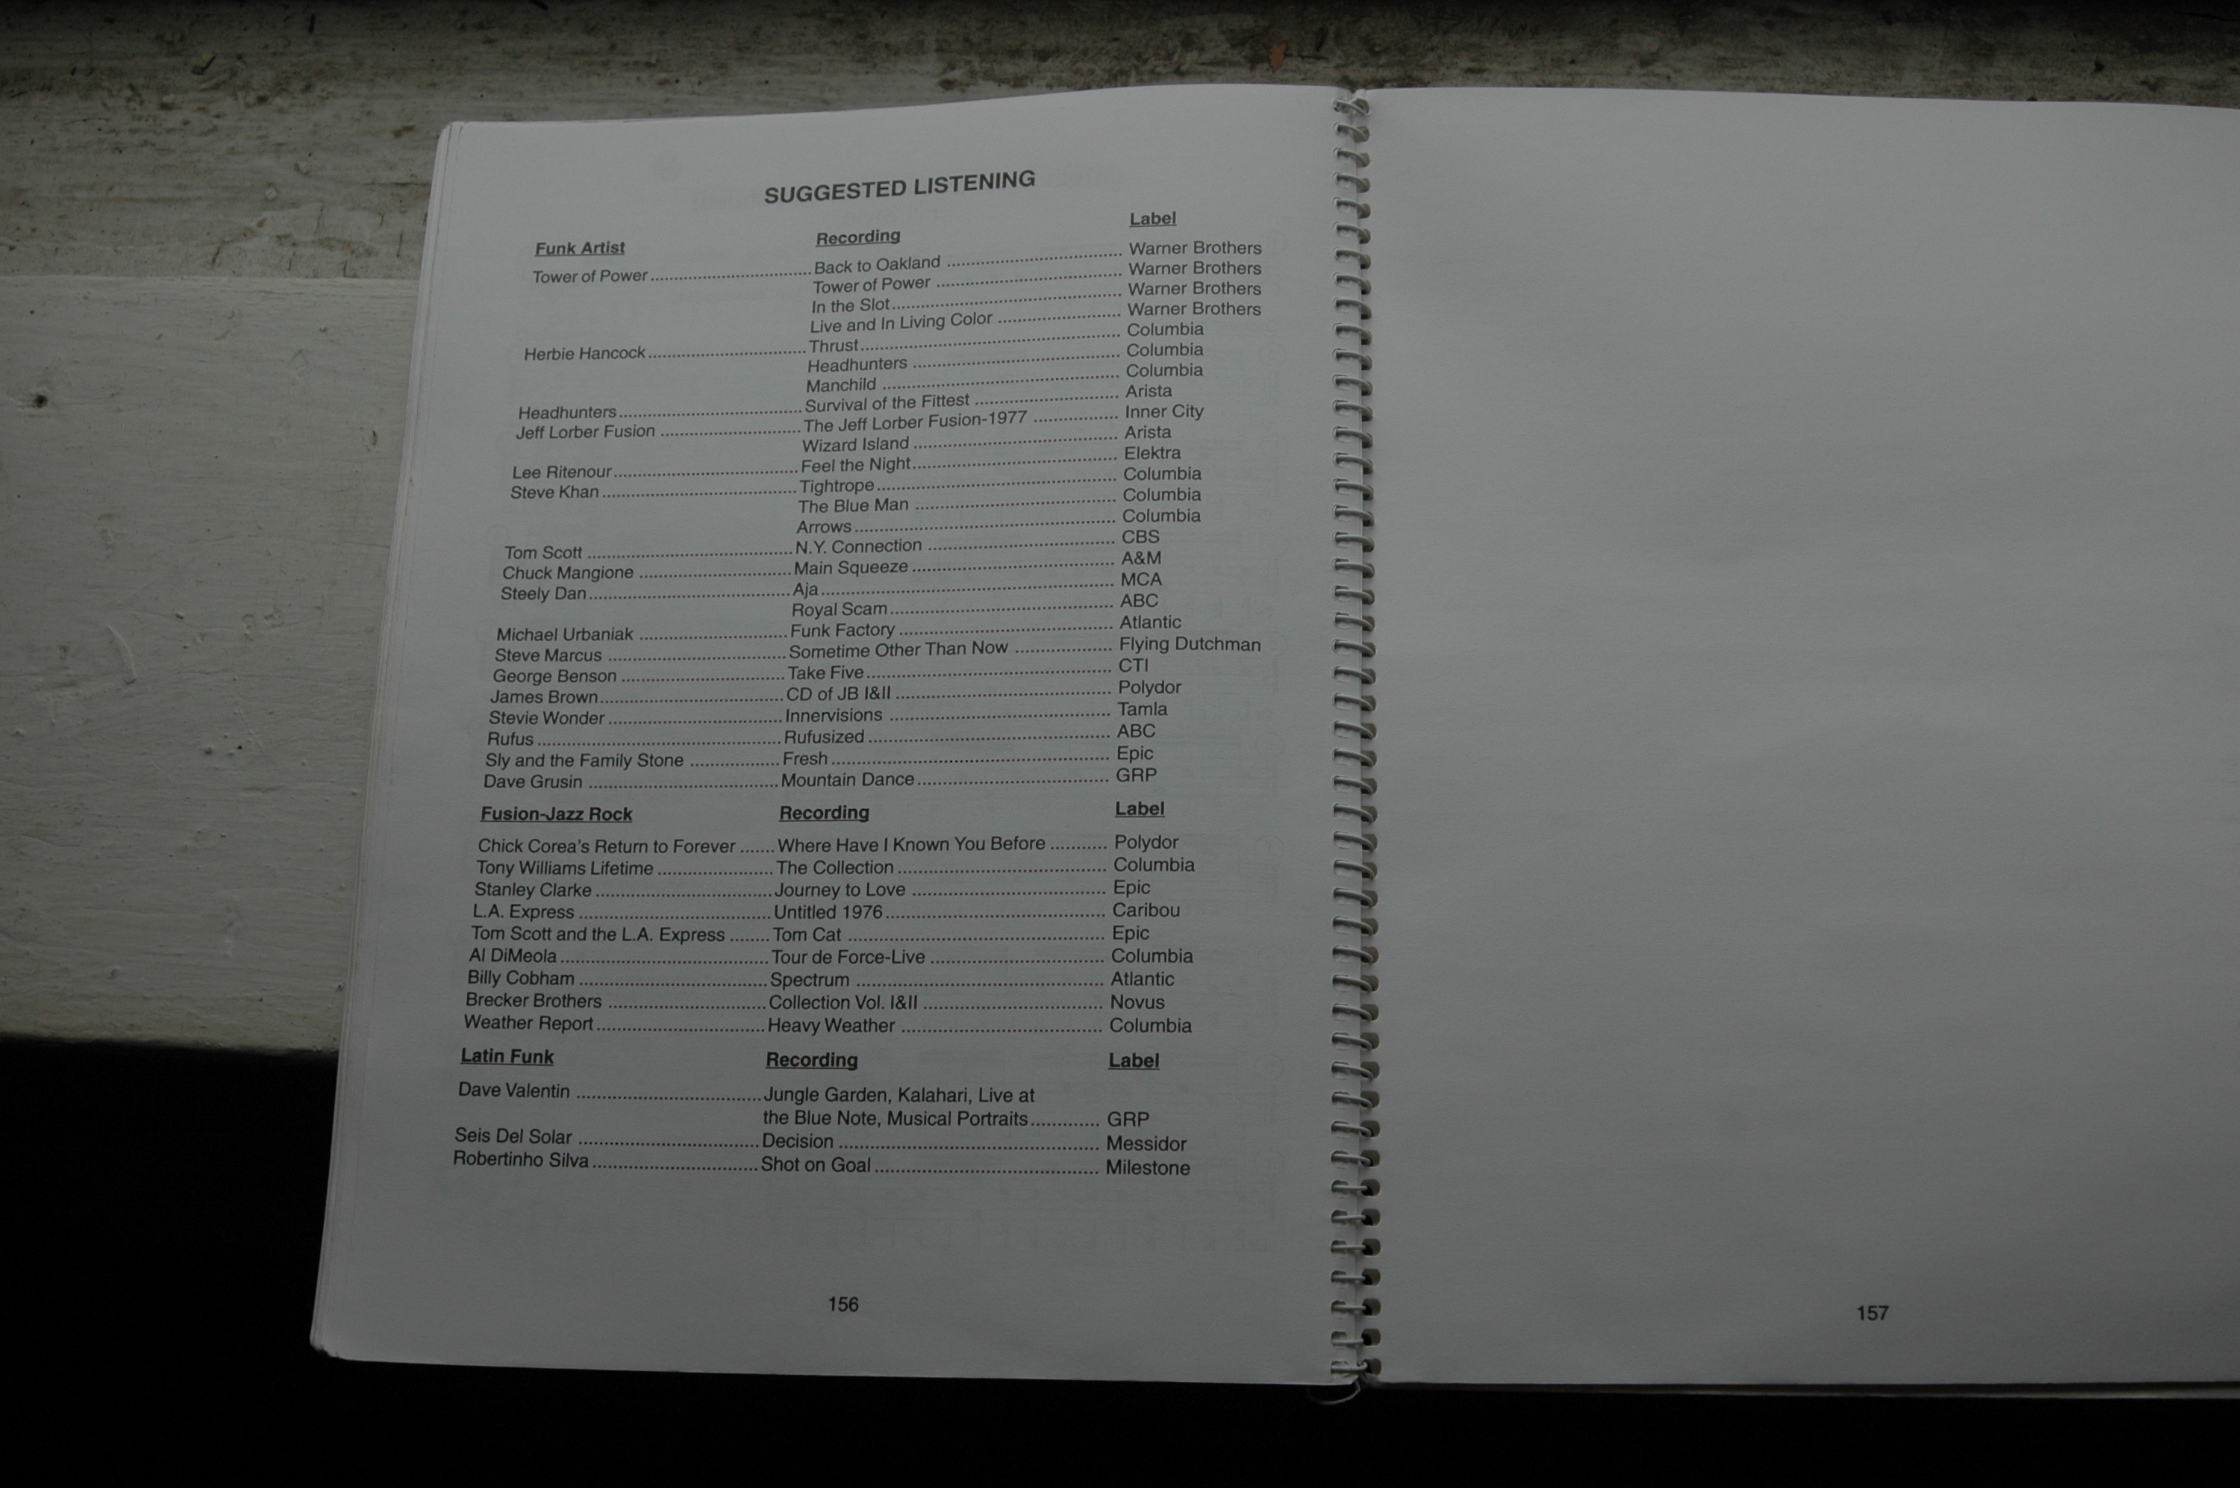 SUGGESTED LISTENING
Funk Artist Recording Label
Tower of Power Back to Oakland Warner Brothers
Tower of Power Warner Brothers
In the Slot Warner Brothers
Live and In Living Color Warner Brothers
Herbie Hancock Thrust Columbia
Headhunters Columbia
Manchild Columbia
Headhunters Survival of the Fittest Arista
Jeff Lorber Fusion The Jeff Lorber Fusion-1977 Inner City
Wizard Island Arista
Lee Ritenour Feel the Night Elektra
Steve Khan Tightrope Columbia
The Blue Man Columbia
Arrows Columbia
Tom Scott N.Y. Connection CBS
Chuck Mangione Main Squeeze A&M
Steely Dan Aja MCA
Royal Scam ABC
Michael Urbaniak Funk Factory Atlantic
Steve Marcus Sometime Other Than Now Flying Dutchman
George Benson Take Five CTI
James Brown CD of JB I&II Polydor
Stevie Wonder Innervisions Tamla
Rufus Rufusized ABC
Sly and the Family Stone Fresh Epic
Dave Grusin Mountain Dance GRP
Fusion-Jazz Rock Recording Label
Chick Corea's Return to Forever Where Have I Known You Before Polydor
Tony Williams Lifetime The Collection Columbia
Stanley Clarke Journey to Love Epic
L.A. Express Untitled 1976 Caribou
Tom Scott and the L.A. Express Tom Cat Epic
Al DiMeola Tour de Force-Live Columbia
Billy Cobham Spectrum Atlantic
Brecker Brothers Collection Vol. I&II Novus
Weather Report Heavy Weather Columbia
Latin Funk Recording Label
Dave Valentin Jungle Garden, Kalahari, Live at
the Blue Note, Musical Portraits GRP
Seis Del Solar Decision Messidor
Robertinho Silva Shot on Goal Milestone
156
157